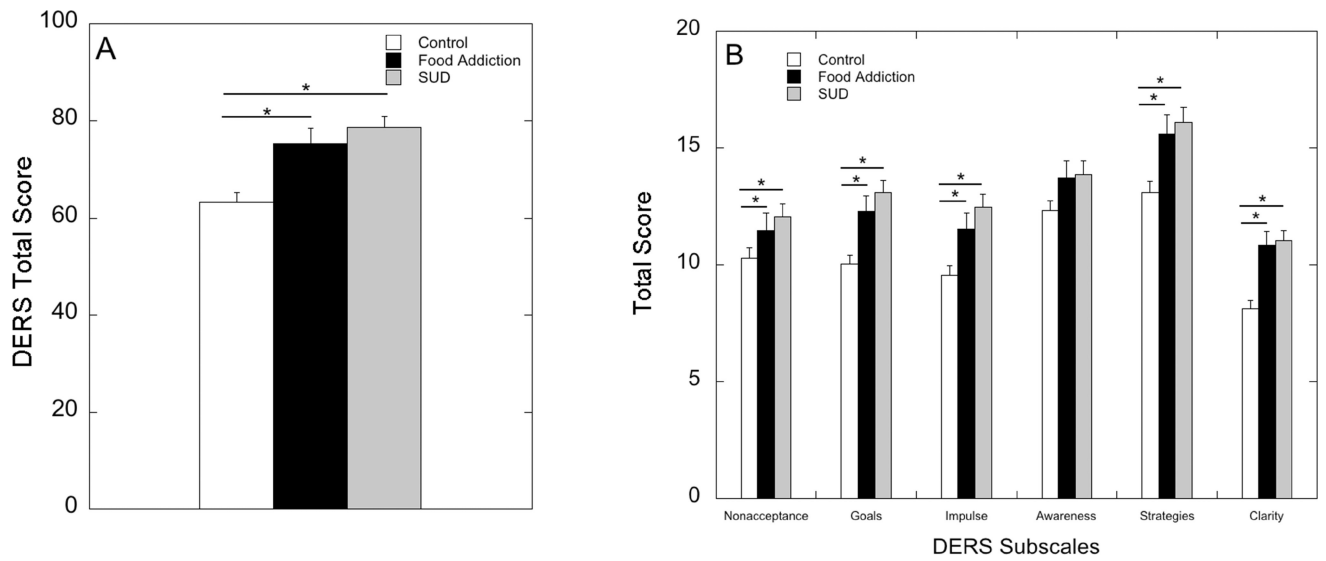 A
Control
Food Addiction
SUD
100
80
60
40
20
0
DERS Total Score
*
*
B
Control
Food Addiction
SUD
20
15
10
5
0
Total Score
*
*
*
*
*
*
*
*
*
*
Nonacceptance Goals Impulse Awareness Strategies Clarity
DERS Subscales